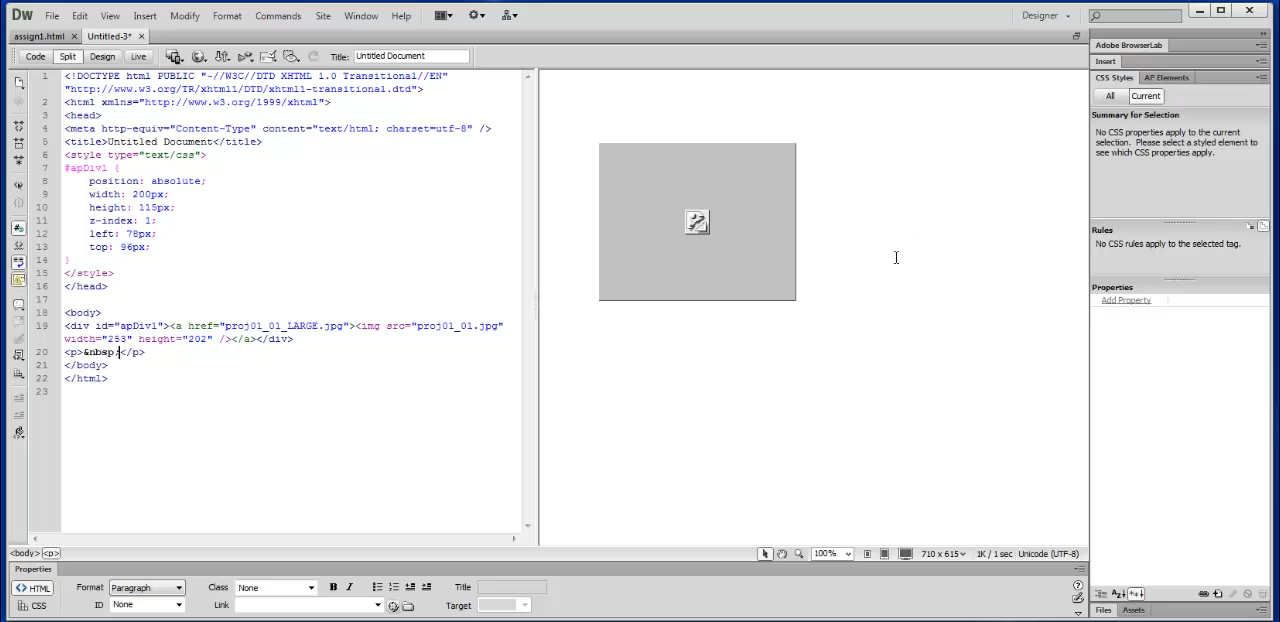 Dw File Edit View Insert Modify Format Commands Site Window Help Designer
assign1.html Untitled-3*
Code Split Design Live Title: Untitled Document
Adobe BrowserLab
Insert
CSS Styles AP Elements
All Current
Summary for Selection
No CSS properties apply to the current
selection. Please select a styled element to
see which CSS properties apply.
Rules
No CSS rules apply to the selected tag.
Properties
Add Property
1 <!DOCTYPE html PUBLIC "-//W3C//DTD XHTML 1.0 Transitional//EN"
"http://www.w3.org/TR/xhtml1/DTD/xhtml1-transitional.dtd">
2 <html xmlns="http://www.w3.org/1999/xhtml">
3 <head>
4 <meta http-equiv="Content-Type" content="text/html; charset=utf-8" />
5 <title>Untitled Document</title>
6 <style type="text/css">
7 #apDiv1 {
8 position: absolute;
9 width: 200px;
10 height: 115px;
11 z-index: 1;
12 left: 78px;
13 top: 96px;
14 }
15 </style>
16 </head>
17
18 <body>
19 <div id="apDiv1"><a href="proj01_01_LARGE.jpg"><img src="proj01_01.jpg"
width="253" height="202" /></a></div>
20 <p>&nbsp;</p>
21 </body>
22 </html>
23
<body> <p> 100% 710 x 615 1K / 1 sec Unicode (UTF-8)
Properties
<> HTML Format Paragraph Class None B I Title
CSS ID None Link Target
Files Assets